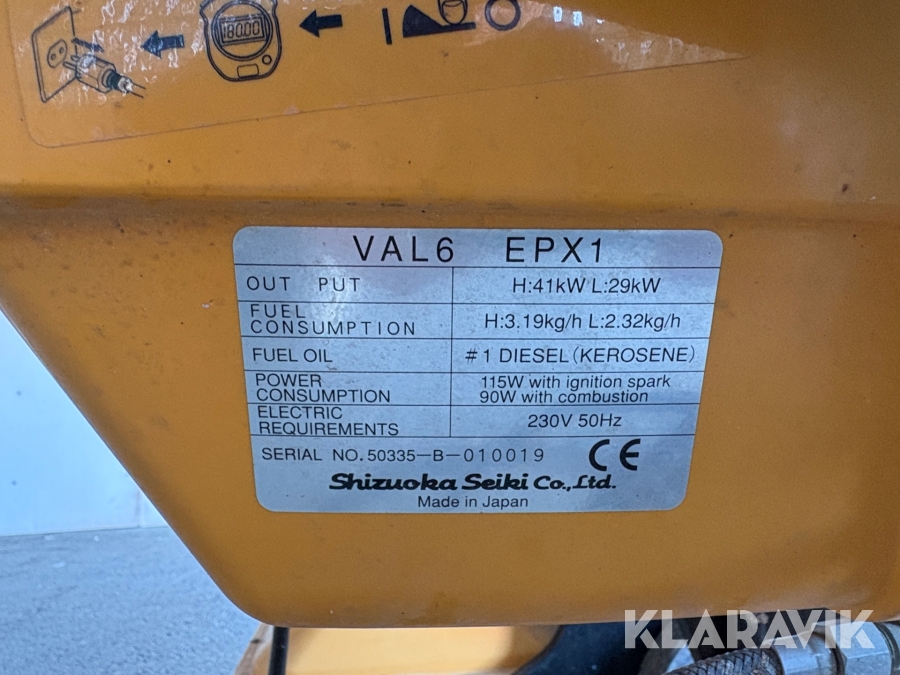 180.00
VAL6 EPX1
OUT PUT H:41kW L:29kW
FUEL
CONSUMPTION H:3.19kg/h L:2.32kg/h
FUEL OIL #1 DIESEL(KEROSENE)
POWER
CONSUMPTION 115W with ignition spark
90W with combustion
ELECTRIC
REQUIREMENTS 230V 50Hz
SERIAL NO. 50335-B-010019 CE
Shizuoka Seiki Co.,Ltd.
Made in Japan
KLARAVIK